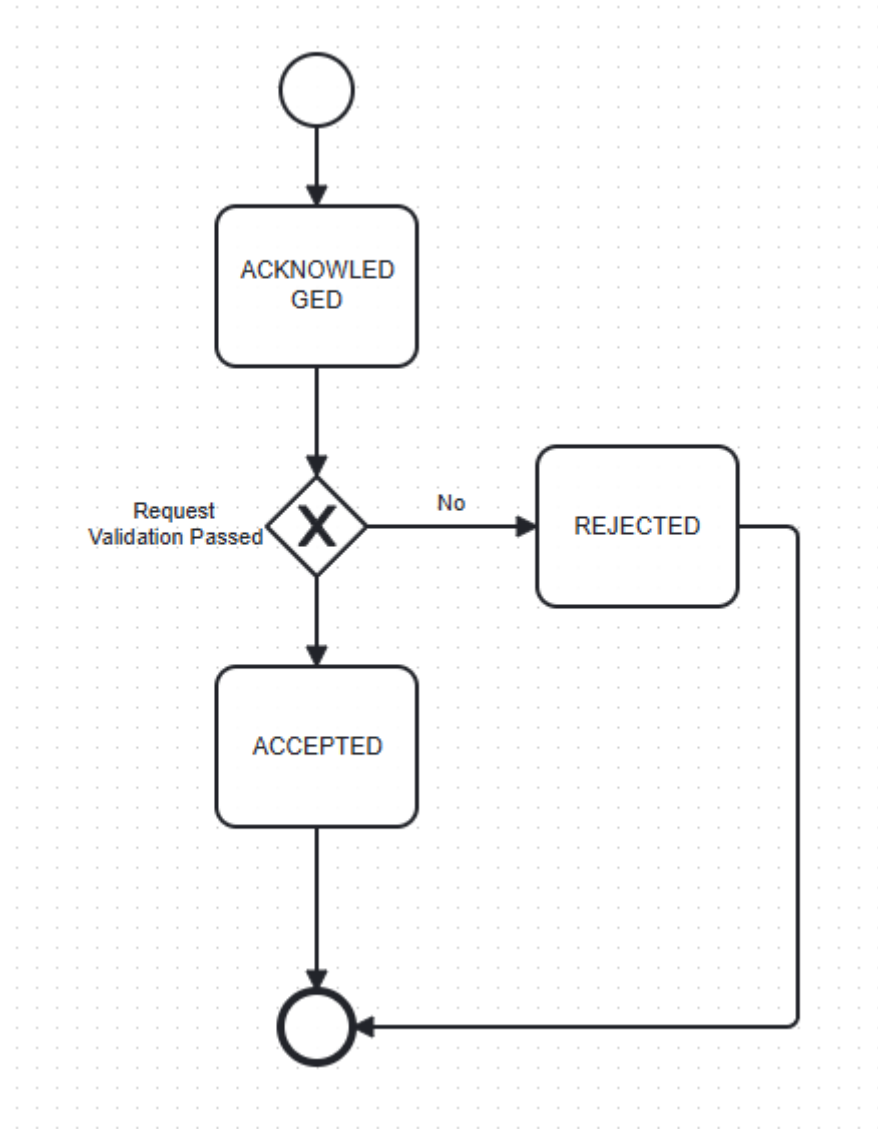 ACKNOWLED
GED
Request
Validation Passed
X
No
REJECTED
ACCEPTED